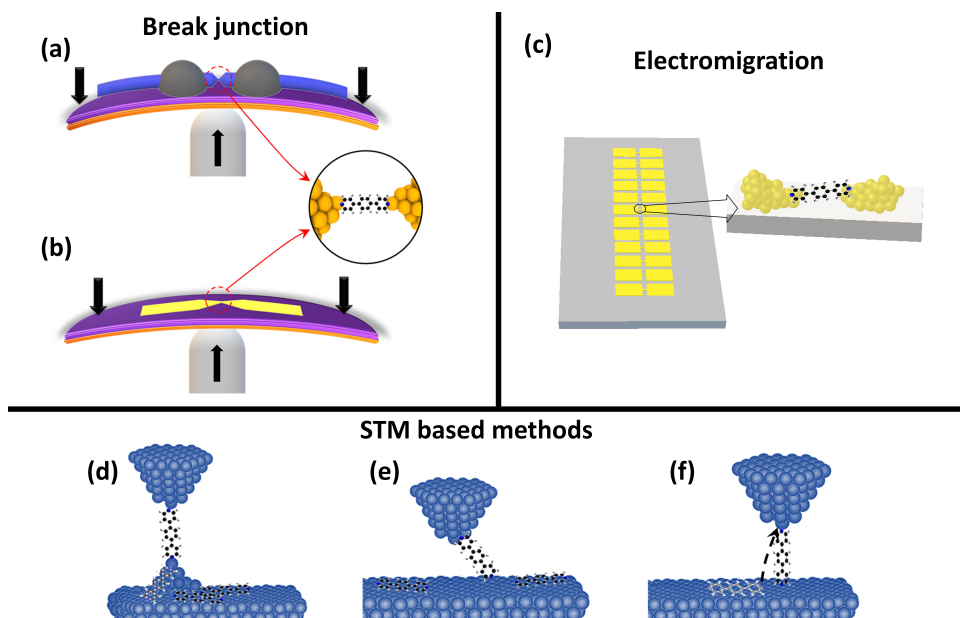 Break junction
(a)
(b)
(c)
Electromigration
STM based methods
(d)
(e)
(f)